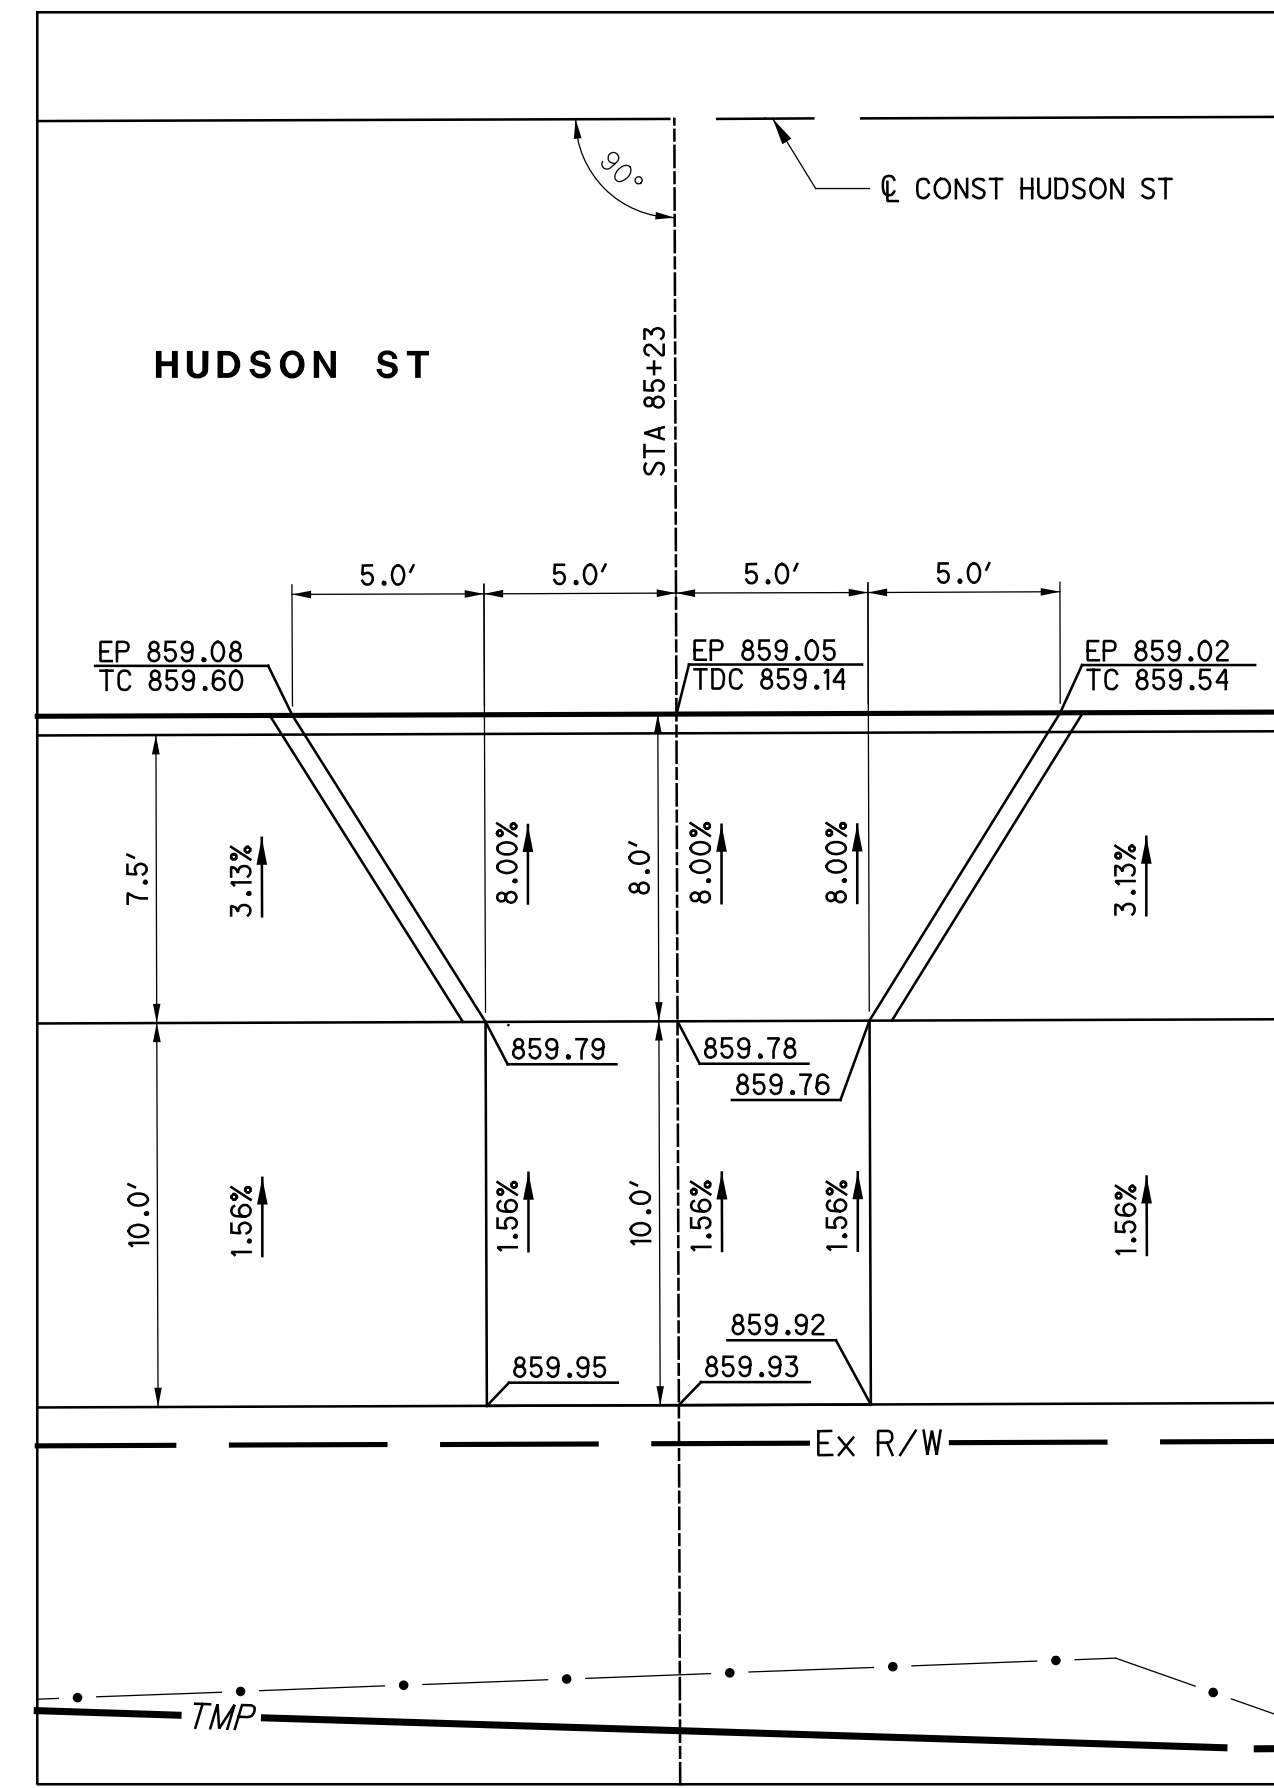 90°
℄ CONST HUDSON ST
HUDSON ST
STA 85+23
5.0′ 5.0′ 5.0′ 5.0′
EP 859.08
TC 859.60
EP 859.05
TDC 859.14
EP 859.02
TC 859.54
7.5′
3.13%
8.00%
8.0′
8.00%
8.00%
3.13%
859.79
859.78
859.76
10.0′
1.56%
1.56%
10.0′
1.56%
1.56%
1.56%
859.92
859.95
859.93
Ex R/W
TMP